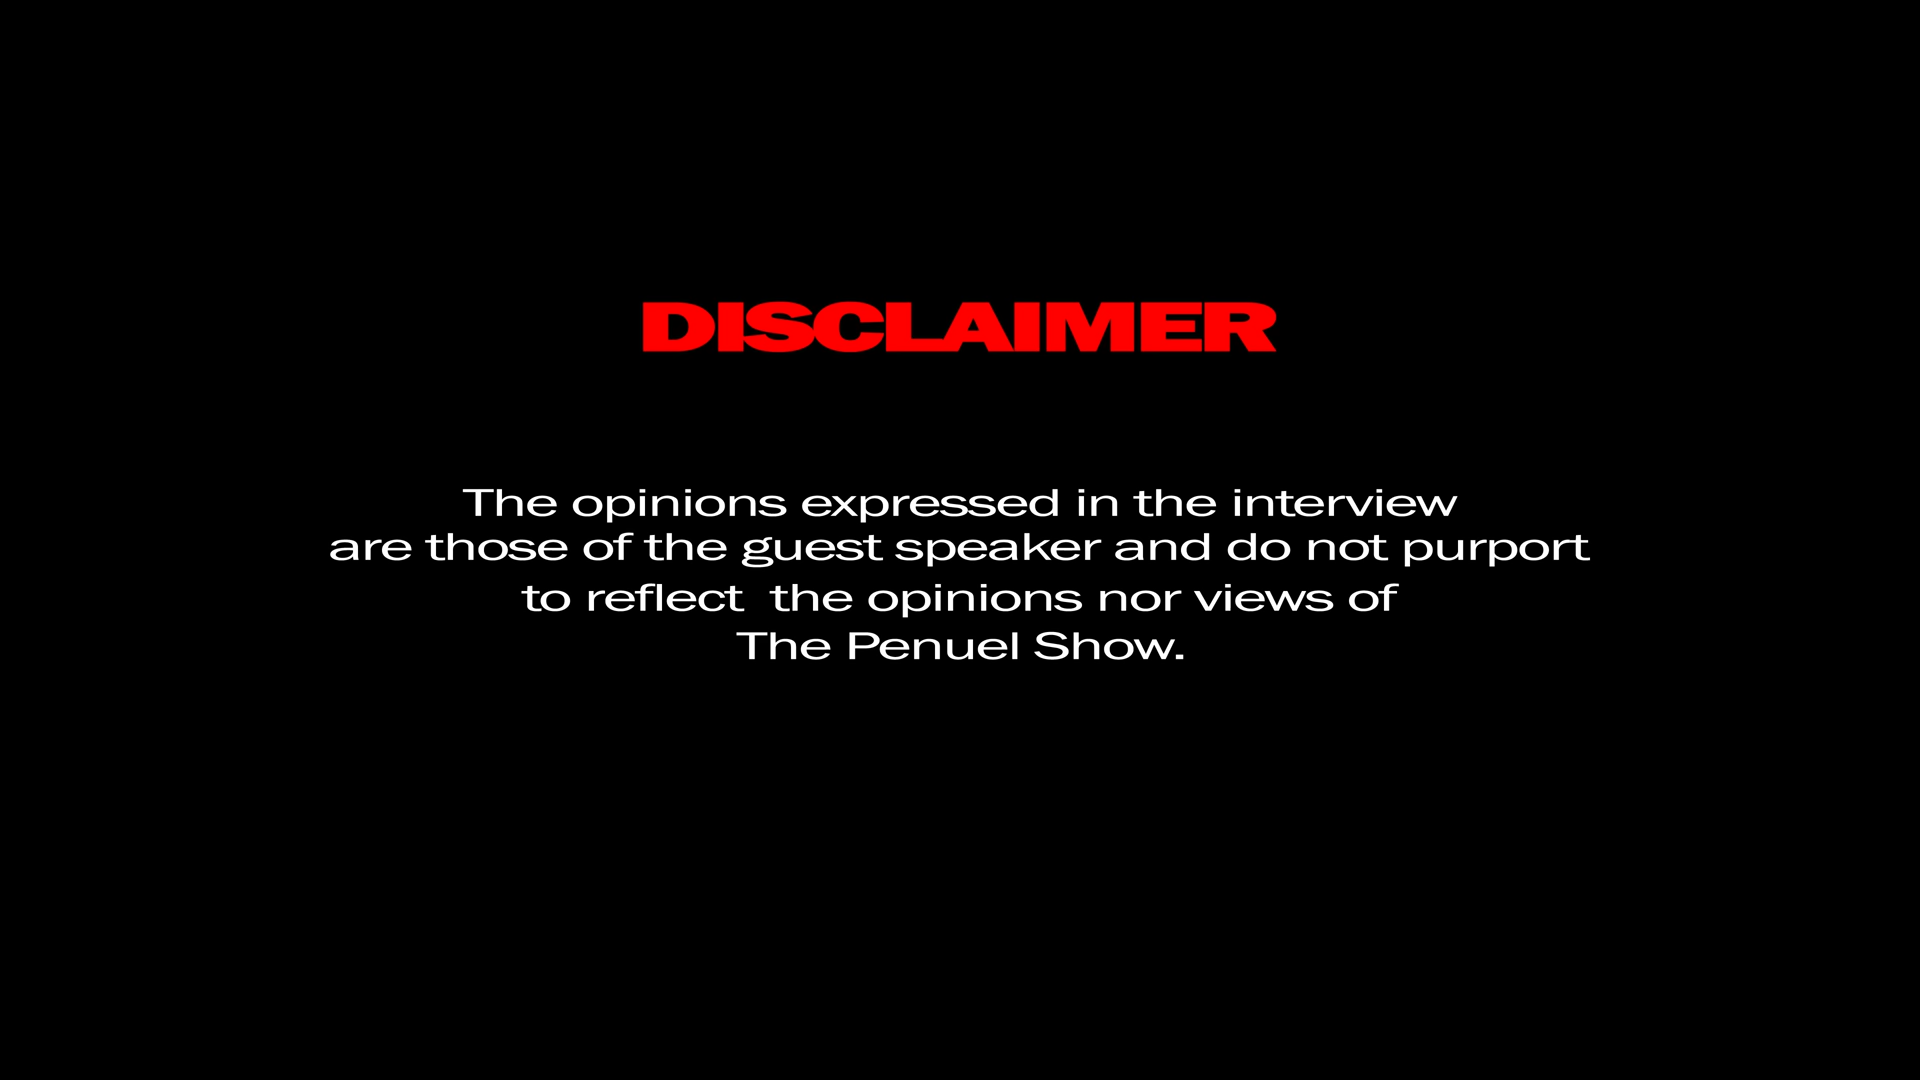 DISCLAIMER
The opinions expressed in the interview
are those of the guest speaker and do not purport
to reflect  the opinions nor views of
The Penuel Show.